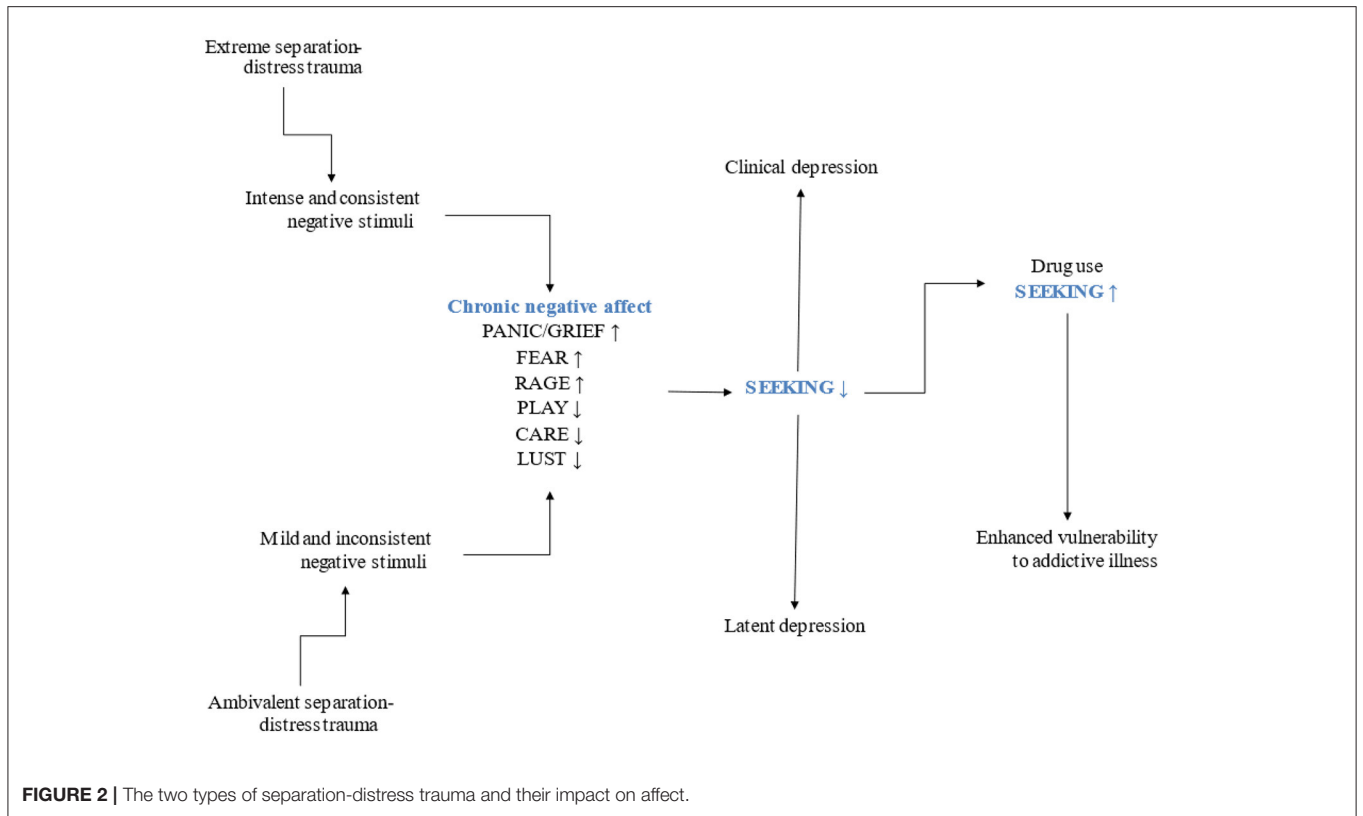 Extreme separation-
distress trauma
Intense and consistent
negative stimuli
Chronic negative affect
PANIC/GRIEF ↑
FEAR ↑
RAGE ↑
PLAY ↓
CARE ↓
LUST ↓
Mild and inconsistent
negative stimuli
Ambivalent separation-
distress trauma
Clinical depression
SEEKING ↓
Latent depression
Drug use
SEEKING ↑
Enhanced vulnerability
to addictive illness
FIGURE 2 | The two types of separation-distress trauma and their impact on affect.